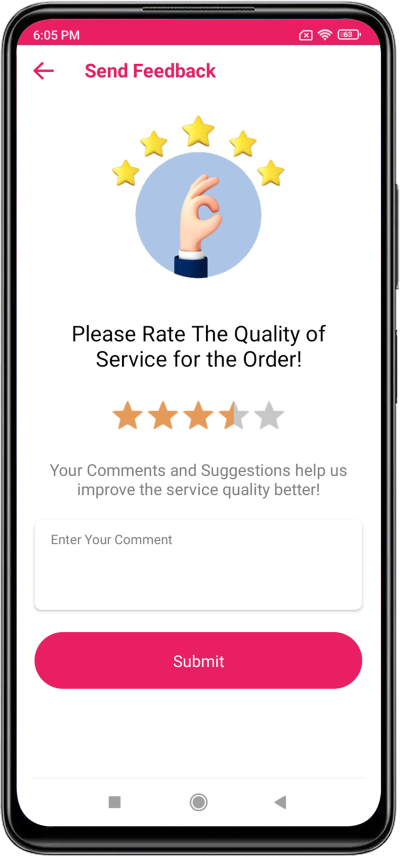 6:05 PM
63
Send Feedback
Please Rate The Quality of
Service for the Order!
Your Comments and Suggestions help us
improve the service quality better!
Enter Your Comment
Submit